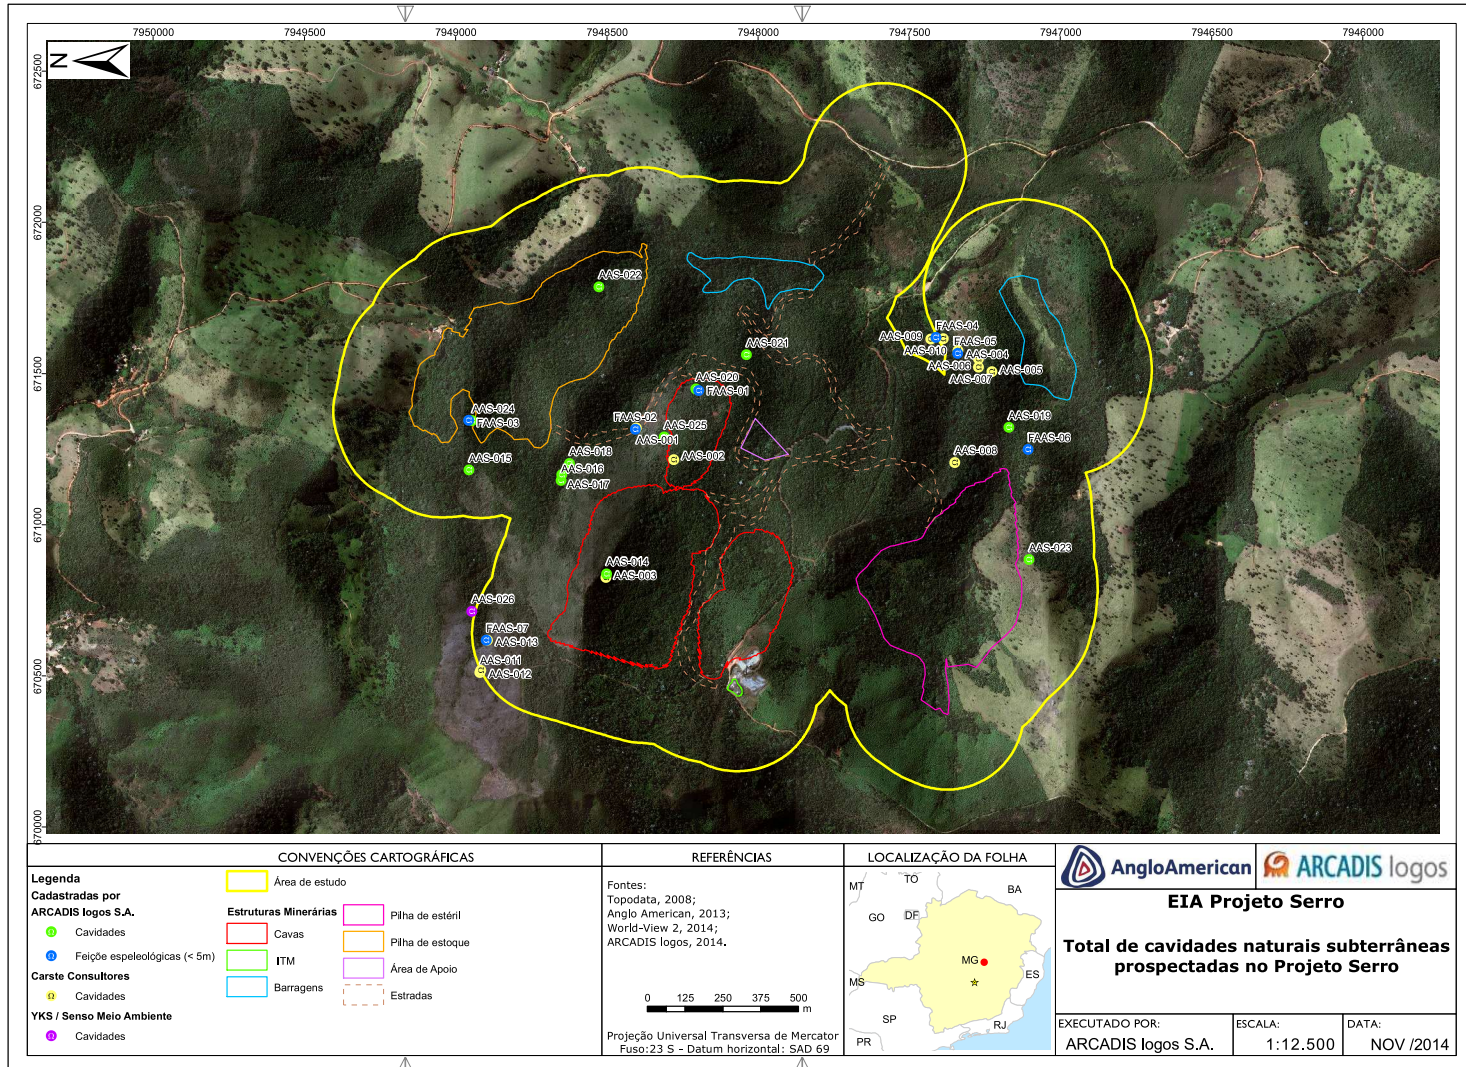 7950000 7949500 7949000 7948500 7948000 7947500 7947000 7946500 7946000
672500
672000
671500
671000
670500
670000
N
AAS-022
AAS-021
AAS-020
FAAS-01
FAAS-02
AAS-025
AAS-001
AAS-002
AAS-024
FAAS-03
AAS-015
AAS-018
AAS-016
AAS-017
AAS-014
AAS-003
AAS-026
FAAS-07
AAS-013
AAS-011
AAS-012
FAAS-04
AAS-009
FAAS-05
AAS-010
AAS-004
AAS-006
AAS-005
AAS-007
AAS-019
FAAS-06
AAS-008
AAS-023
CONVENÇÕES CARTOGRÁFICAS
Legenda
Cadastradas por
ARCADIS logos S.A.
Cavidades
Feiçõe espeleológicas (< 5m)
Carste Consultores
Cavidades
YKS / Senso Meio Ambiente
Cavidades
Área de estudo
Estruturas Minerárias
Cavas
ITM
Barragens
Pilha de estéril
Pilha de estoque
Área de Apoio
Estradas
REFERÊNCIAS
Fontes:
Topodata, 2008;
Anglo American, 2013;
World-View 2, 2014;
ARCADIS logos, 2014.
0 125 250 375 500
m
Projeção Universal Transversa de Mercator
Fuso:23 S - Datum horizontal: SAD 69
LOCALIZAÇÃO DA FOLHA
MT
TO
BA
GO
DF
MG
ES
MS
SP
RJ
PR
AngloAmerican
ARCADIS logos
EIA Projeto Serro
Total de cavidades naturais subterrâneas
prospectadas no Projeto Serro
EXECUTADO POR:
ARCADIS logos S.A.
ESCALA:
1:12.500
DATA:
NOV /2014